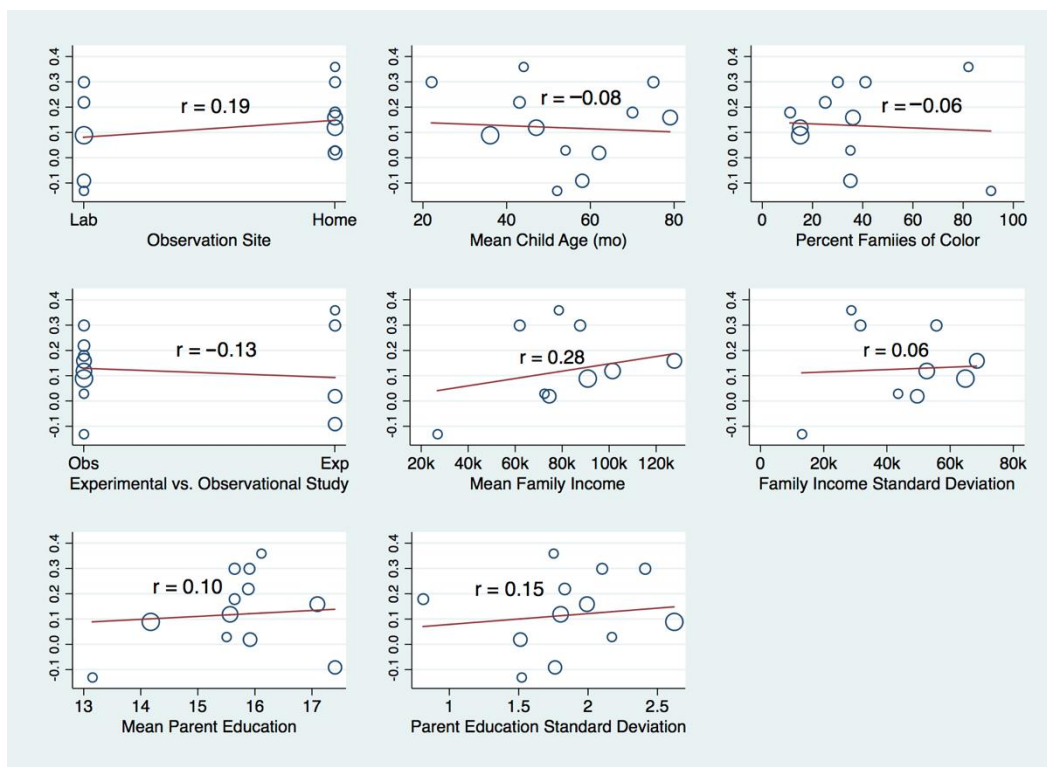 0.4
0.3
0.2
0.1
0.0
-0.1
r = 0.19
Lab
Home
Observation Site
0.4
0.3
0.2
0.1
0.0
-0.1
r = −0.08
20
40
60
80
Mean Child Age (mo)
0.4
0.3
0.2
0.1
0.0
-0.1
r = −0.06
0
20
40
60
80
100
Percent Famiies of Color
0.4
0.3
0.2
0.1
0.0
-0.1
r = −0.13
Obs
Exp
Experimental vs. Observational Study
0.4
0.3
0.2
0.1
0.0
-0.1
r = 0.28
20k
40k
60k
80k
100k
120k
Mean Family Income
0.4
0.3
0.2
0.1
0.0
-0.1
r = 0.06
0
20k
40k
60k
80k
Family Income Standard Deviation
0.4
0.3
0.2
0.1
0.0
-0.1
r = 0.10
13
14
15
16
17
Mean Parent Education
0.4
0.3
0.2
0.1
0.0
-0.1
r = 0.15
1
1.5
2
2.5
Parent Education Standard Deviation